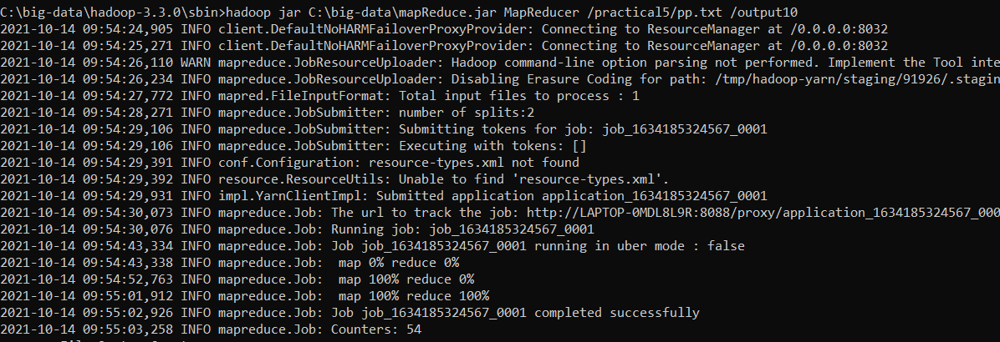 C:\big-data\hadoop-3.3.0\sbin>hadoop jar C:\big-data\mapReduce.jar MapReducer /practical5/pp.txt /output10
2021-10-14 09:54:24,905 INFO client.DefaultNoHARMFailoverProxyProvider: Connecting to ResourceManager at /0.0.0.0:8032
2021-10-14 09:54:25,271 INFO client.DefaultNoHARMFailoverProxyProvider: Connecting to ResourceManager at /0.0.0.0:8032
2021-10-14 09:54:26,110 WARN mapreduce.JobResourceUploader: Hadoop command-line option parsing not performed. Implement the Tool inte
2021-10-14 09:54:26,234 INFO mapreduce.JobResourceUploader: Disabling Erasure Coding for path: /tmp/hadoop-yarn/staging/91926/.stagin
2021-10-14 09:54:27,772 INFO mapred.FileInputFormat: Total input files to process : 1
2021-10-14 09:54:28,271 INFO mapreduce.JobSubmitter: number of splits:2
2021-10-14 09:54:29,106 INFO mapreduce.JobSubmitter: Submitting tokens for job: job_1634185324567_0001
2021-10-14 09:54:29,106 INFO mapreduce.JobSubmitter: Executing with tokens: []
2021-10-14 09:54:29,391 INFO conf.Configuration: resource-types.xml not found
2021-10-14 09:54:29,392 INFO resource.ResourceUtils: Unable to find 'resource-types.xml'.
2021-10-14 09:54:29,931 INFO impl.YarnClientImpl: Submitted application application_1634185324567_0001
2021-10-14 09:54:30,073 INFO mapreduce.Job: The url to track the job: http://LAPTOP-0MDL8L9R:8088/proxy/application_1634185324567_000
2021-10-14 09:54:30,076 INFO mapreduce.Job: Running job: job_1634185324567_0001
2021-10-14 09:54:43,334 INFO mapreduce.Job: Job job_1634185324567_0001 running in uber mode : false
2021-10-14 09:54:43,338 INFO mapreduce.Job:  map 0% reduce 0%
2021-10-14 09:54:52,763 INFO mapreduce.Job:  map 100% reduce 0%
2021-10-14 09:55:01,912 INFO mapreduce.Job:  map 100% reduce 100%
2021-10-14 09:55:02,926 INFO mapreduce.Job: Job job_1634185324567_0001 completed successfully
2021-10-14 09:55:03,258 INFO mapreduce.Job: Counters: 54